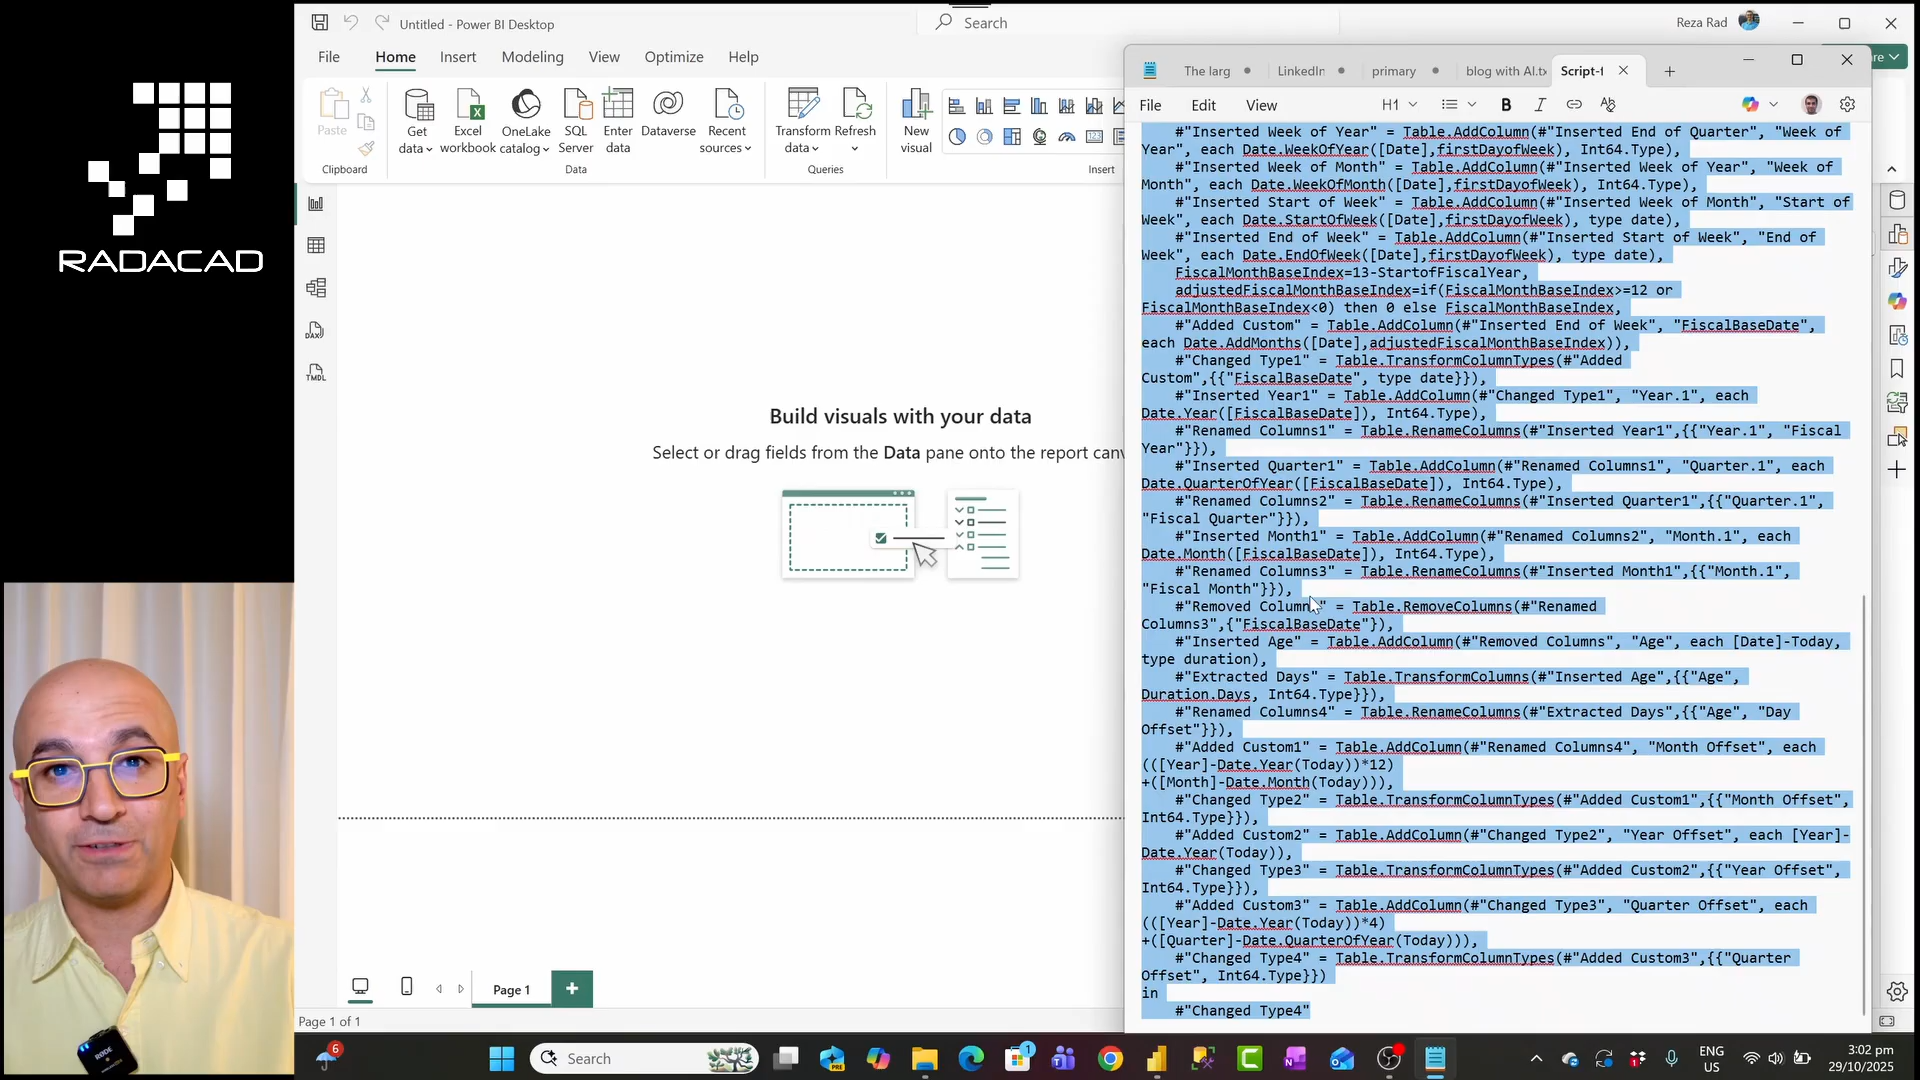 RADACAD
Untitled - Power BI Desktop
Search
Reza Rad
File
Home
Insert
Modeling
View
Optimize
Help
Paste
Get data
Excel workbook
OneLake catalog
SQL Server
Enter data
Dataverse
Recent sources
Transform data
Refresh
New visual
Clipboard
Data
Queries
Insert
DAX
TMDL
Build visuals with your data
Select or drag fields from the Data pane onto the report canv
Page 1
Page 1 of 1
The larg
LinkedIn
primary
blog with AI.tx
Script-f
File
Edit
View
H1
B
I
#"Inserted Week of Year" = Table.AddColumn(#"Inserted End of Quarter", "Week of
Year", each Date.WeekOfYear([Date],firstDayofWeek), Int64.Type),
#"Inserted Week of Month" = Table.AddColumn(#"Inserted Week of Year", "Week of
Month", each Date.WeekOfMonth([Date],firstDayofWeek), Int64.Type),
#"Inserted Start of Week" = Table.AddColumn(#"Inserted Week of Month", "Start of
Week", each Date.StartOfWeek([Date],firstDayofWeek), type date),
#"Inserted End of Week" = Table.AddColumn(#"Inserted Start of Week", "End of
Week", each Date.EndOfWeek([Date],firstDayofWeek), type date),
FiscalMonthBaseIndex=13-StartofFiscalYear,
adjustedFiscalMonthBaseIndex=if(FiscalMonthBaseIndex>=12 or
FiscalMonthBaseIndex<0) then 0 else FiscalMonthBaseIndex,
#"Added Custom" = Table.AddColumn(#"Inserted End of Week", "FiscalBaseDate",
each Date.AddMonths([Date],adjustedFiscalMonthBaseIndex)),
#"Changed Type1" = Table.TransformColumnTypes(#"Added
Custom",{{"FiscalBaseDate", type date}}),
#"Inserted Year1" = Table.AddColumn(#"Changed Type1", "Year.1", each
Date.Year([FiscalBaseDate]), Int64.Type),
#"Renamed Columns1" = Table.RenameColumns(#"Inserted Year1",{{"Year.1", "Fiscal
Year"}}),
#"Inserted Quarter1" = Table.AddColumn(#"Renamed Columns1", "Quarter.1", each
Date.QuarterOfYear([FiscalBaseDate]), Int64.Type),
#"Renamed Columns2" = Table.RenameColumns(#"Inserted Quarter1",{{"Quarter.1",
"Fiscal Quarter"}}),
#"Inserted Month1" = Table.AddColumn(#"Renamed Columns2", "Month.1", each
Date.Month([FiscalBaseDate]), Int64.Type),
#"Renamed Columns3" = Table.RenameColumns(#"Inserted Month1",{{"Month.1",
"Fiscal Month"}}),
#"Removed Columns" = Table.RemoveColumns(#"Renamed
Columns3",{"FiscalBaseDate"}),
#"Inserted Age" = Table.AddColumn(#"Removed Columns", "Age", each [Date]-Today,
type duration),
#"Extracted Days" = Table.TransformColumns(#"Inserted Age",{{"Age",
Duration.Days, Int64.Type}}),
#"Renamed Columns4" = Table.RenameColumns(#"Extracted Days",{{"Age", "Day
Offset"}}),
#"Added Custom1" = Table.AddColumn(#"Renamed Columns4", "Month Offset", each
(([Year]-Date.Year(Today))*12)
+([Month]-Date.Month(Today))),
#"Changed Type2" = Table.TransformColumnTypes(#"Added Custom1",{{"Month Offset",
Int64.Type}}),
#"Added Custom2" = Table.AddColumn(#"Changed Type2", "Year Offset", each [Year]-
Date.Year(Today)),
#"Changed Type3" = Table.TransformColumnTypes(#"Added Custom2",{{"Year Offset",
Int64.Type}}),
#"Added Custom3" = Table.AddColumn(#"Changed Type3", "Quarter Offset", each
(([Year]-Date.Year(Today))*4)
+([Quarter]-Date.QuarterOfYear(Today))),
#"Changed Type4" = Table.TransformColumnTypes(#"Added Custom3",{{"Quarter
Offset", Int64.Type}})
in
#"Changed Type4"
6
Search
PRE
1
ENG
US
3:02 pm
29/10/2025
RØDE